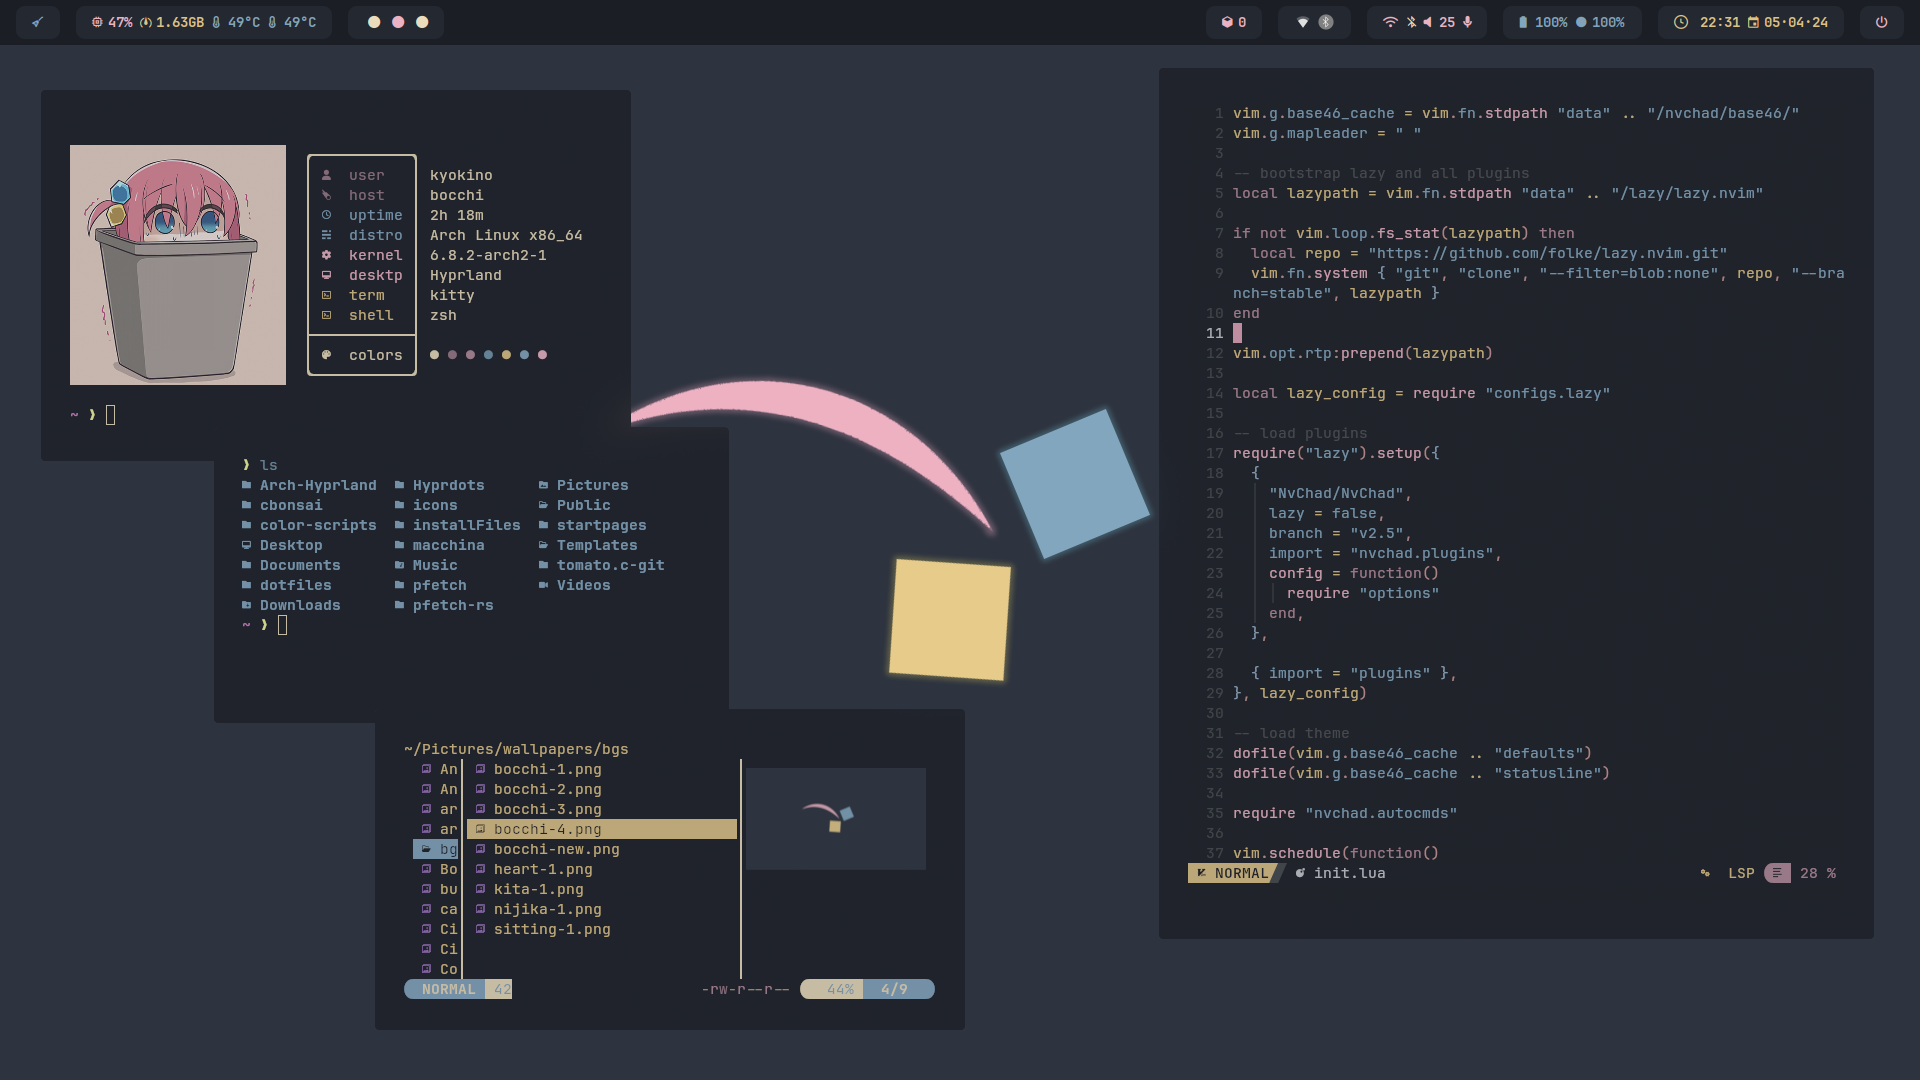 47% 1.63GB 49°C 49°C
0
25
100% 100%
22:31 05-04-24
user kyokino
host bocchi
uptime 2h 18m
distro Arch Linux x86_64
kernel 6.8.2-arch2-1
desktp Hyprland
term kitty
shell zsh
colors
~ ❱
❱ ls
Arch-Hyprland Hyprdots Pictures
cbonsai icons Public
color-scripts installFiles startpages
Desktop macchina Templates
Documents Music tomato.c-git
dotfiles pfetch Videos
Downloads pfetch-rs
~ ❱
~/Pictures/wallpapers/bgs
An bocchi-1.png
An bocchi-2.png
ar bocchi-3.png
ar bocchi-4.png
bg bocchi-new.png
Bo heart-1.png
bu kita-1.png
ca nijika-1.png
Ci sitting-1.png
Ci
Co
NORMAL 42 -rw-r--r-- 44% 4/9
1 vim.g.base46_cache = vim.fn.stdpath "data" .. "/nvchad/base46/"
2 vim.g.mapleader = " "
3
4 -- bootstrap lazy and all plugins
5 local lazypath = vim.fn.stdpath "data" .. "/lazy/lazy.nvim"
6
7 if not vim.loop.fs_stat(lazypath) then
8   local repo = "https://github.com/folke/lazy.nvim.git"
9   vim.fn.system { "git", "clone", "--filter=blob:none", repo, "--bra
nch=stable", lazypath }
10 end
11
12 vim.opt.rtp:prepend(lazypath)
13
14 local lazy_config = require "configs.lazy"
15
16 -- load plugins
17 require("lazy").setup({
18   {
19     "NvChad/NvChad",
20     lazy = false,
21     branch = "v2.5",
22     import = "nvchad.plugins",
23     config = function()
24       require "options"
25     end,
26   },
27
28   { import = "plugins" },
29 }, lazy_config)
30
31 -- load theme
32 dofile(vim.g.base46_cache .. "defaults")
33 dofile(vim.g.base46_cache .. "statusline")
34
35 require "nvchad.autocmds"
36
37 vim.schedule(function()
NORMAL init.lua LSP 28 %